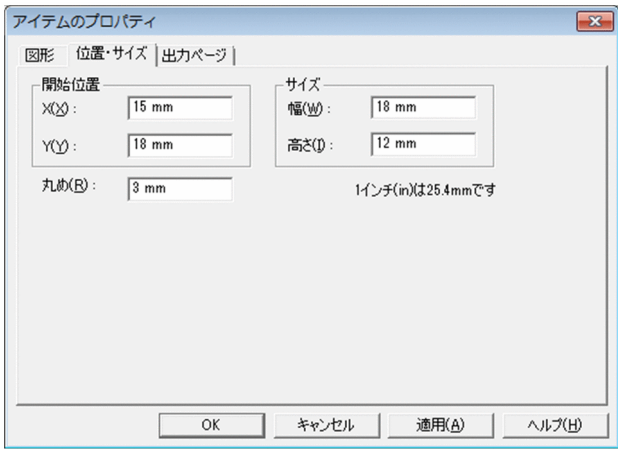 アイテムのプロパティ
図形 位置・サイズ 出力ページ
開始位置
X(X): 15 mm
Y(Y): 18 mm
丸め(R): 3 mm
サイズ
幅(W): 18 mm
高さ(I): 12 mm
1インチ(in)は25.4mmです
OK キャンセル 適用(A) ヘルプ(H)